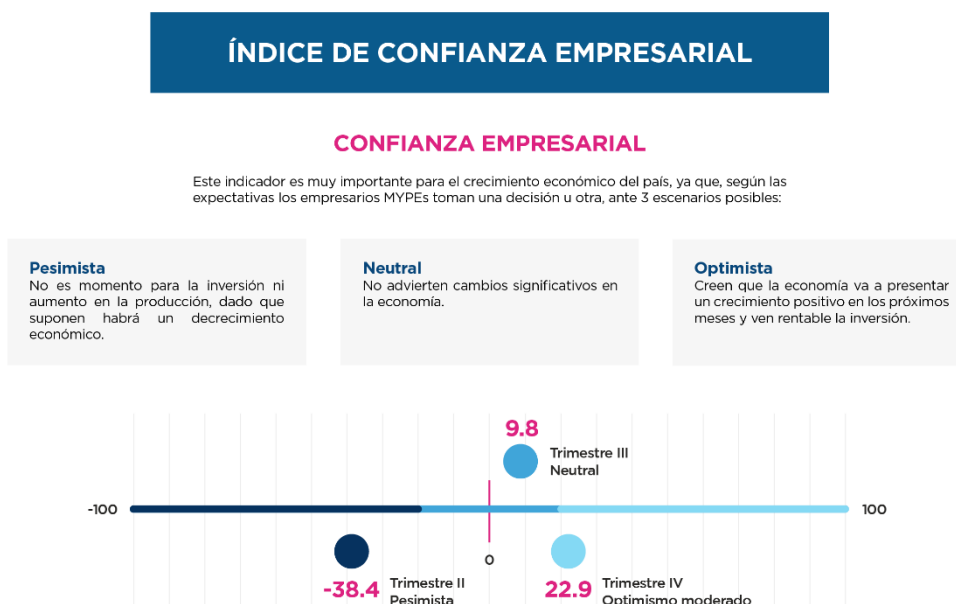 ÍNDICE DE CONFIANZA EMPRESARIAL
CONFIANZA EMPRESARIAL
Este indicador es muy importante para el crecimiento económico del país, ya que, según las
expectativas los empresarios MYPEs toman una decisión u otra, ante 3 escenarios posibles:
Pesimista
No es momento para la inversión ni
aumento en la producción, dado que
suponen habrá un decrecimiento
económico.
Neutral
No advierten cambios significativos en
la economía.
Optimista
Creen que la economía va a presentar
un crecimiento positivo en los próximos
meses y ven rentable la inversión.
9.8
Trimestre III
Neutral
-100
100
0
-38.4
Trimestre II
Pesimista
22.9
Trimestre IV
Optimismo moderado